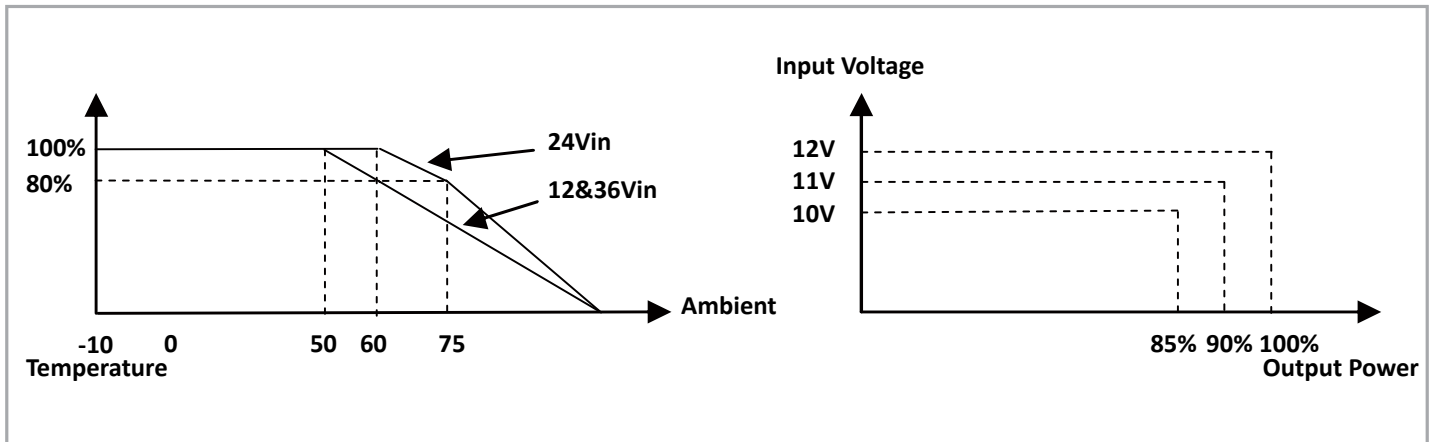 100%
80%
24Vin
12&36Vin
Ambient
-10 0 50 60 75
Temperature
Input Voltage
12V
11V
10V
85% 90% 100%
Output Power